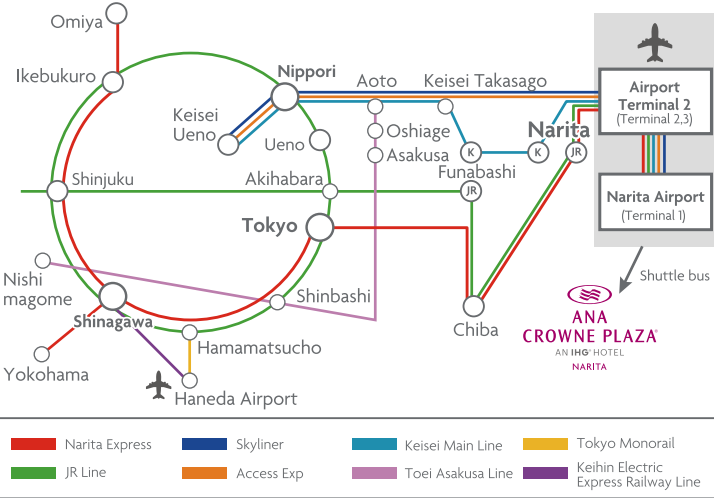 Omiya
Ikebukuro
Nippori
Aoto
Keisei Takasago
Airport
Terminal 2
(Terminal 2,3)
Keisei
Ueno
Ueno
Oshiage
Asakusa
Narita
K
K
JR
Funabashi
Shinjuku
Akihabara
JR
Narita Airport
(Terminal 1)
Tokyo
Nishi
magome
Shinbashi
Shuttle bus
Shinagawa
Chiba
ANA
CROWNE PLAZA®
AN IHG® HOTEL
NARITA
Hamamatsucho
Yokohama
Haneda Airport
Narita Express
Skyliner
Keisei Main Line
Tokyo Monorail
JR Line
Access Exp
Toei Asakusa Line
Keihin Electric
Express Railway Line